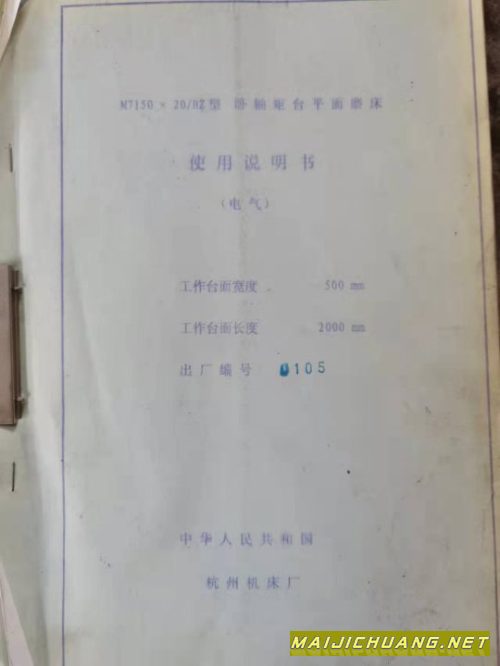 M7150 × 20/HZ型 卧轴矩台平面磨床
使用说明书
(电气)
工作台面宽度 500 mm
工作台面长度 2000 mm
出厂编号 0105
中华人民共和国
杭州机床厂
MAIJICHUANG.NET